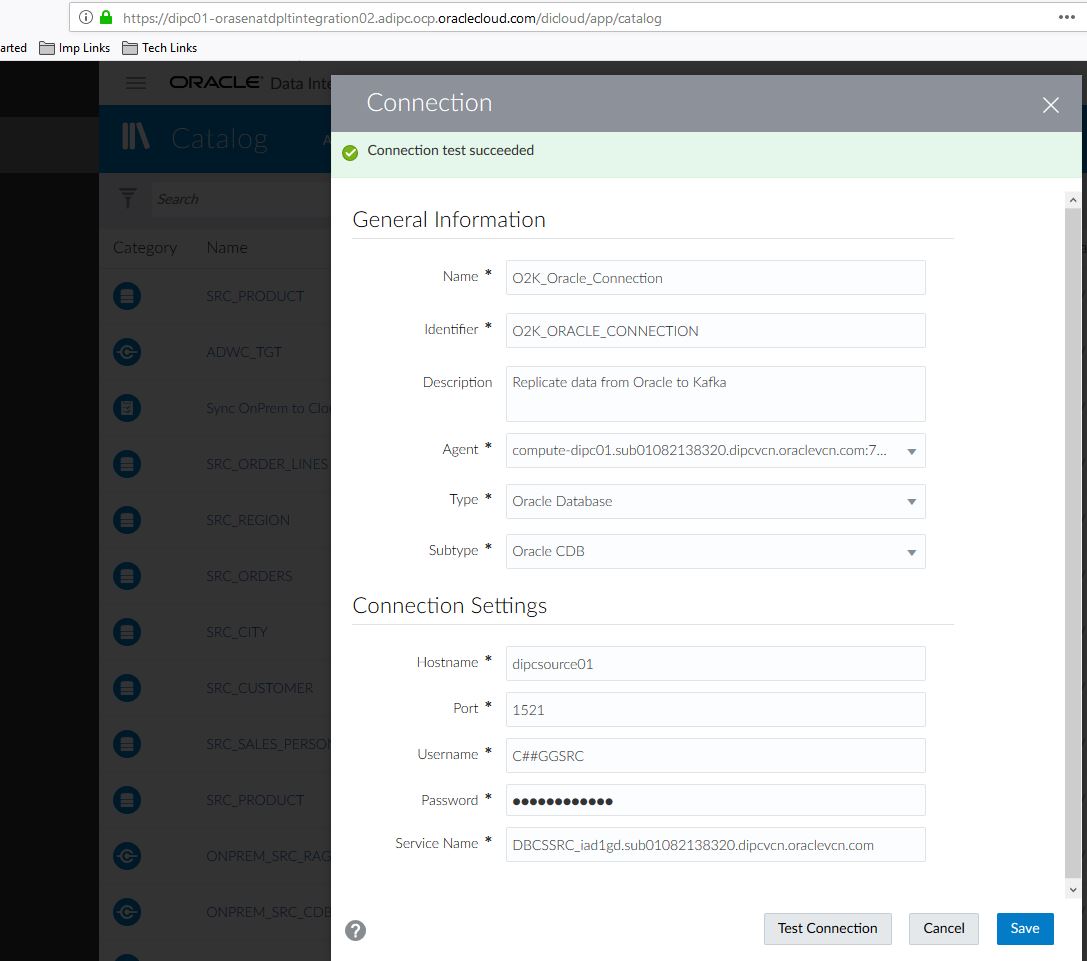 https://dipc01-orasenatdpltintegration02.adipc.ocp.oraclecloud.com/dicloud/app/catalog
arted Imp Links Tech Links
ORACLE Data Inte
Catalog A
Search
Category Name
SRC_PRODUCT
ADWC_TGT
Sync OnPrem to Clo
SRC_ORDER_LINES
SRC_REGION
SRC_ORDERS
SRC_CITY
SRC_CUSTOMER
SRC_SALES_PERSON
SRC_PRODUCT
ONPREM_SRC_RAG
ONPREM_SRC_CDB
Connection
Connection test succeeded
General Information
Name * O2K_Oracle_Connection
Identifier * O2K_ORACLE_CONNECTION
Description Replicate data from Oracle to Kafka
Agent * compute-dipc01.sub01082138320.dipcvcn.oraclevcn.com:7...
Type * Oracle Database
Subtype * Oracle CDB
Connection Settings
Hostname * dipcsource01
Port * 1521
Username * C##GGSRC
Password * ●●●●●●●●●●●●
Service Name * DBCSSRC_iad1gd.sub01082138320.dipcvcn.oraclevcn.com
? Test Connection Cancel Save